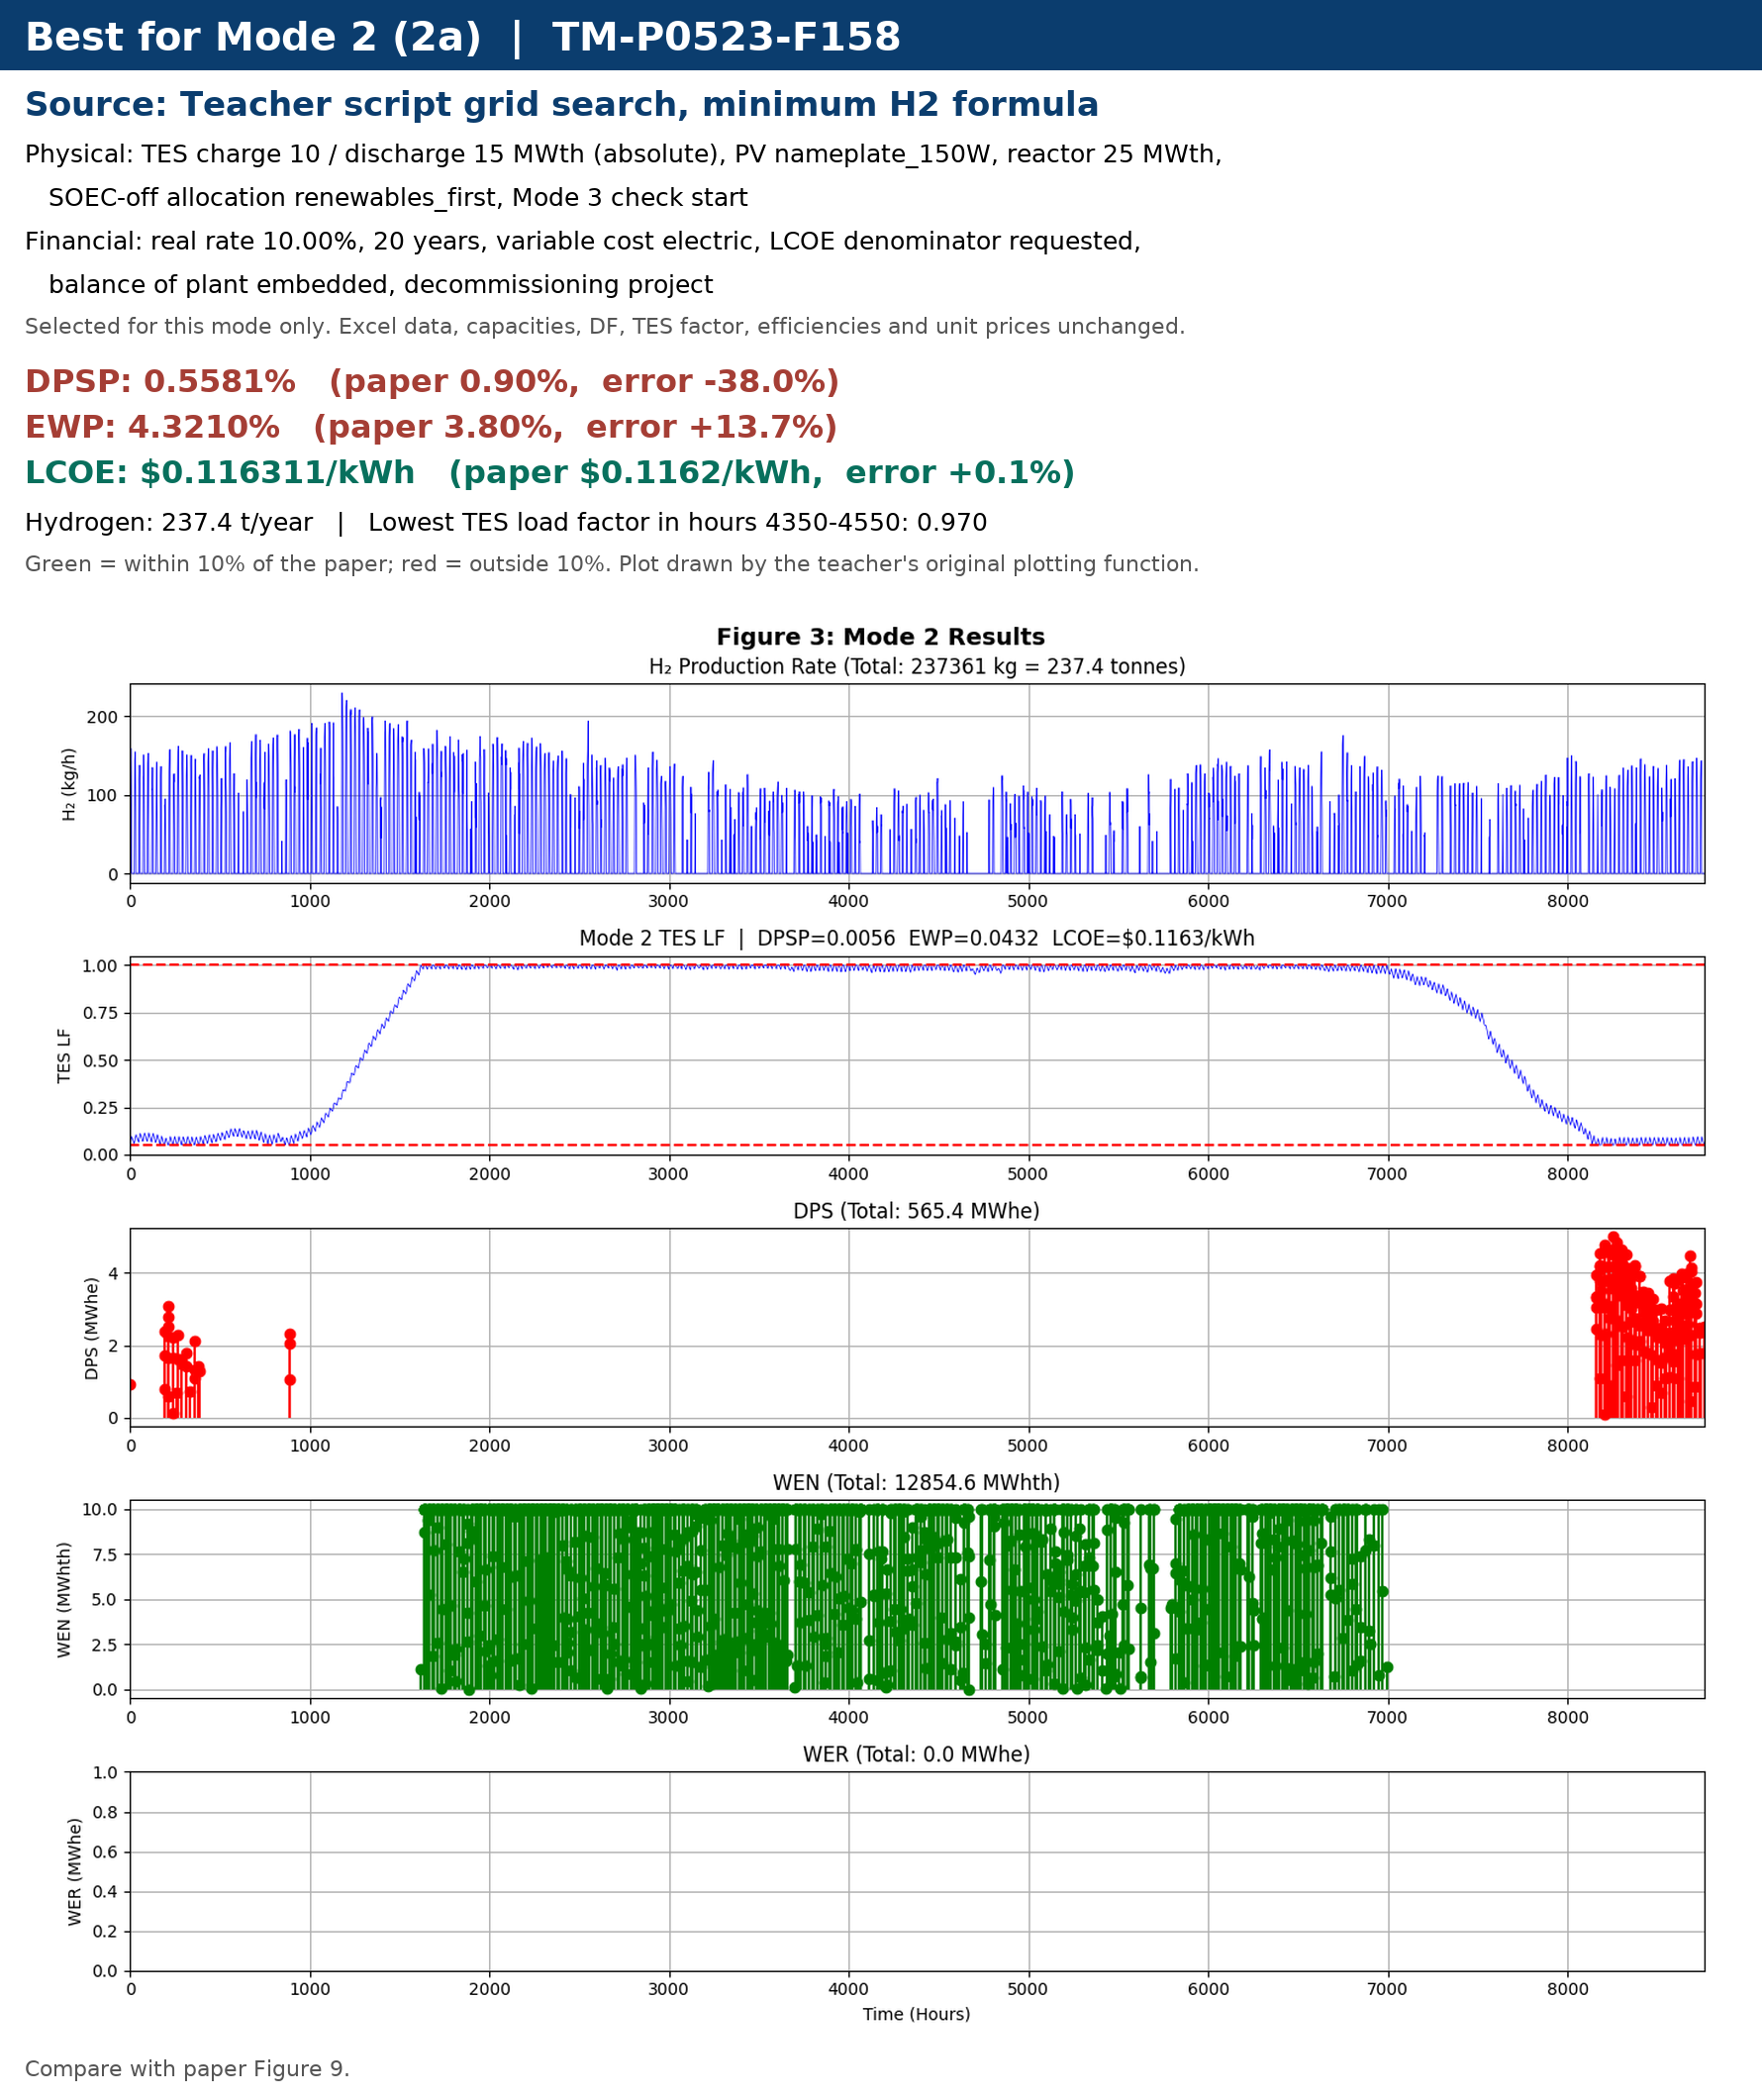 Best for Mode 2 (2a)  |  TM-P0523-F158
Source: Teacher script grid search, minimum H2 formula
Physical: TES charge 10 / discharge 15 MWth (absolute), PV nameplate_150W, reactor 25 MWth,
SOEC-off allocation renewables_first, Mode 3 check start
Financial: real rate 10.00%, 20 years, variable cost electric, LCOE denominator requested,
balance of plant embedded, decommissioning project
Selected for this mode only. Excel data, capacities, DF, TES factor, efficiencies and unit prices unchanged.
DPSP: 0.5581%   (paper 0.90%,  error -38.0%)
EWP: 4.3210%   (paper 3.80%,  error +13.7%)
LCOE: $0.116311/kWh   (paper $0.1162/kWh,  error +0.1%)
Hydrogen: 237.4 t/year   |   Lowest TES load factor in hours 4350-4550: 0.970
Green = within 10% of the paper; red = outside 10%. Plot drawn by the teacher's original plotting function.
Figure 3: Mode 2 Results
H₂ Production Rate (Total: 237361 kg = 237.4 tonnes)
H₂ (kg/h)
200
100
0
0 1000 2000 3000 4000 5000 6000 7000 8000
Mode 2 TES LF  |  DPSP=0.0056  EWP=0.0432  LCOE=$0.1163/kWh
TES LF
1.00
0.75
0.50
0.25
0.00
0 1000 2000 3000 4000 5000 6000 7000 8000
DPS (Total: 565.4 MWhe)
DPS (MWhe)
4
2
0
0 1000 2000 3000 4000 5000 6000 7000 8000
WEN (Total: 12854.6 MWhth)
WEN (MWhth)
10.0
7.5
5.0
2.5
0.0
0 1000 2000 3000 4000 5000 6000 7000 8000
WER (Total: 0.0 MWhe)
WER (MWhe)
1.0
0.8
0.6
0.4
0.2
0.0
0 1000 2000 3000 4000 5000 6000 7000 8000
Time (Hours)
Compare with paper Figure 9.